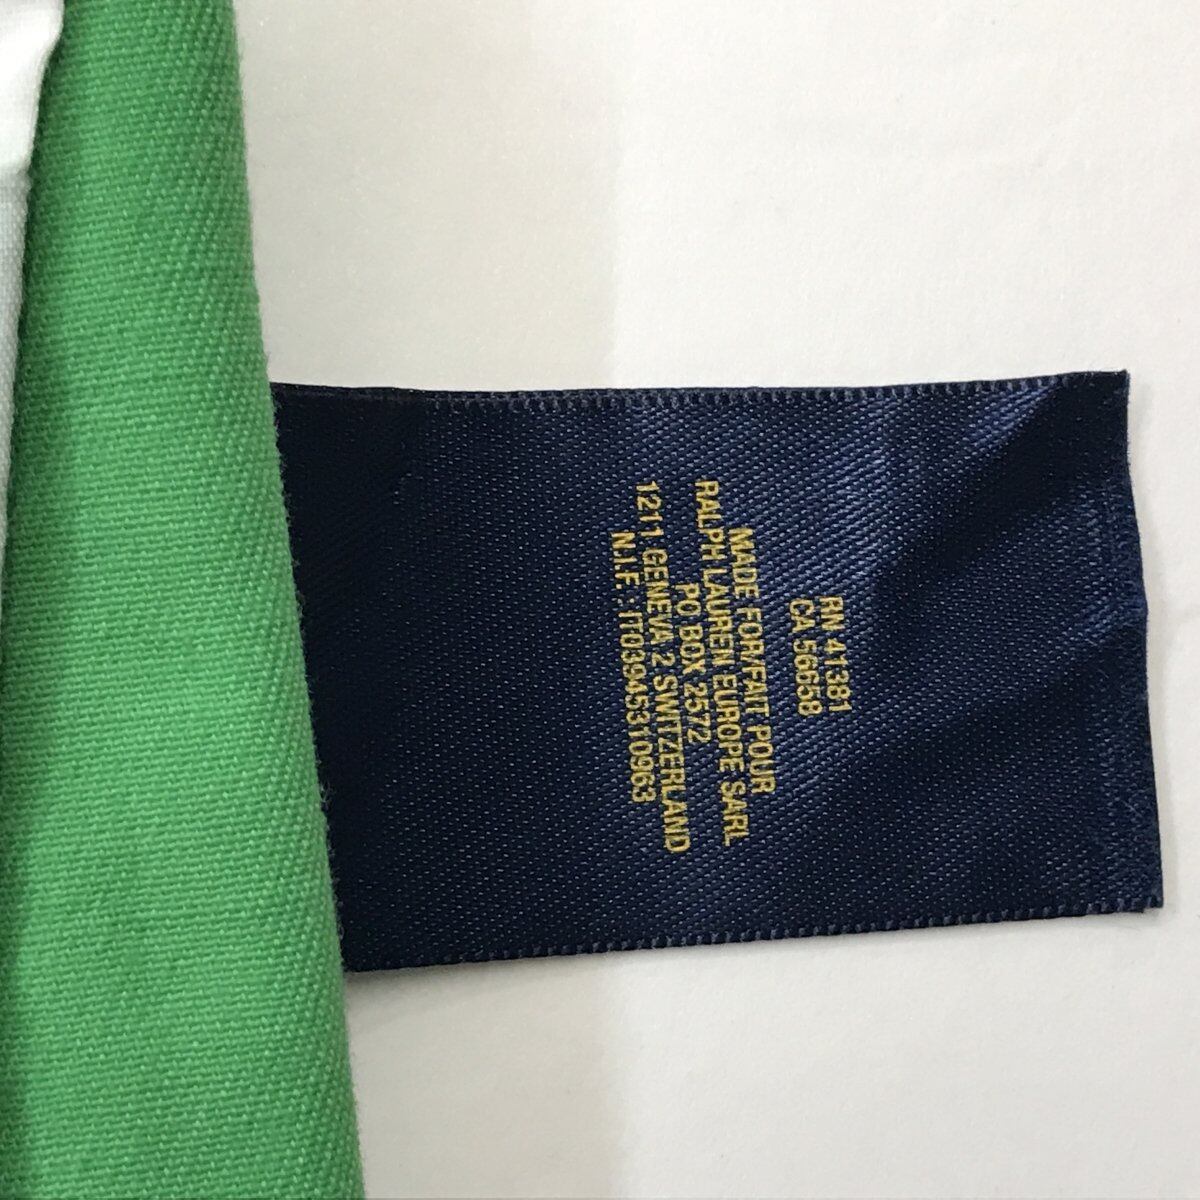 RN 41381
CA 56658
MADE FOR/FAIT POUR
RALPH LAUREN EUROPE SARL
PO BOX 2572
1211 GENEVA 2 SWITZERLAND
N.I.F.: IT03945310963